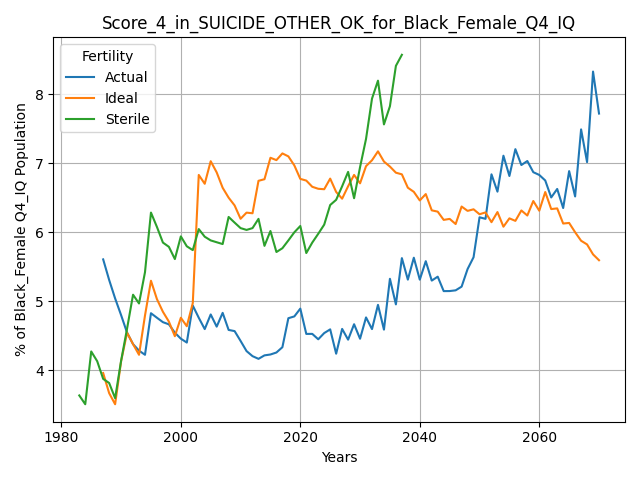 Score_4_in_SUICIDE_OTHER_OK_for_Black_Female_Q4_IQ
Fertility
Actual
Ideal
Sterile
% of Black_Female Q4_IQ Population
8
7
6
5
4
1980
2000
2020
2040
2060
Years